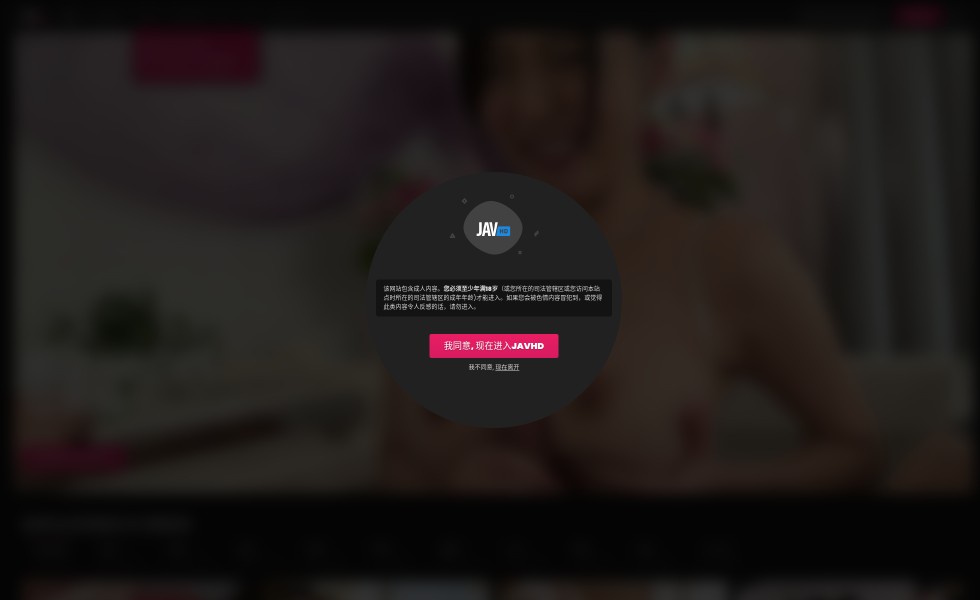 JAV HD
该网站包含成人内容。您必须至少年满18岁（或您所在的司法管辖区或您访问本站
点时所在的司法管辖区的成年年龄)才能进入。如果您会被色情内容冒犯到，或觉得
此类内容令人反感的话，请勿进入。
我同意, 现在进入JAVHD
我不同意, 现在离开